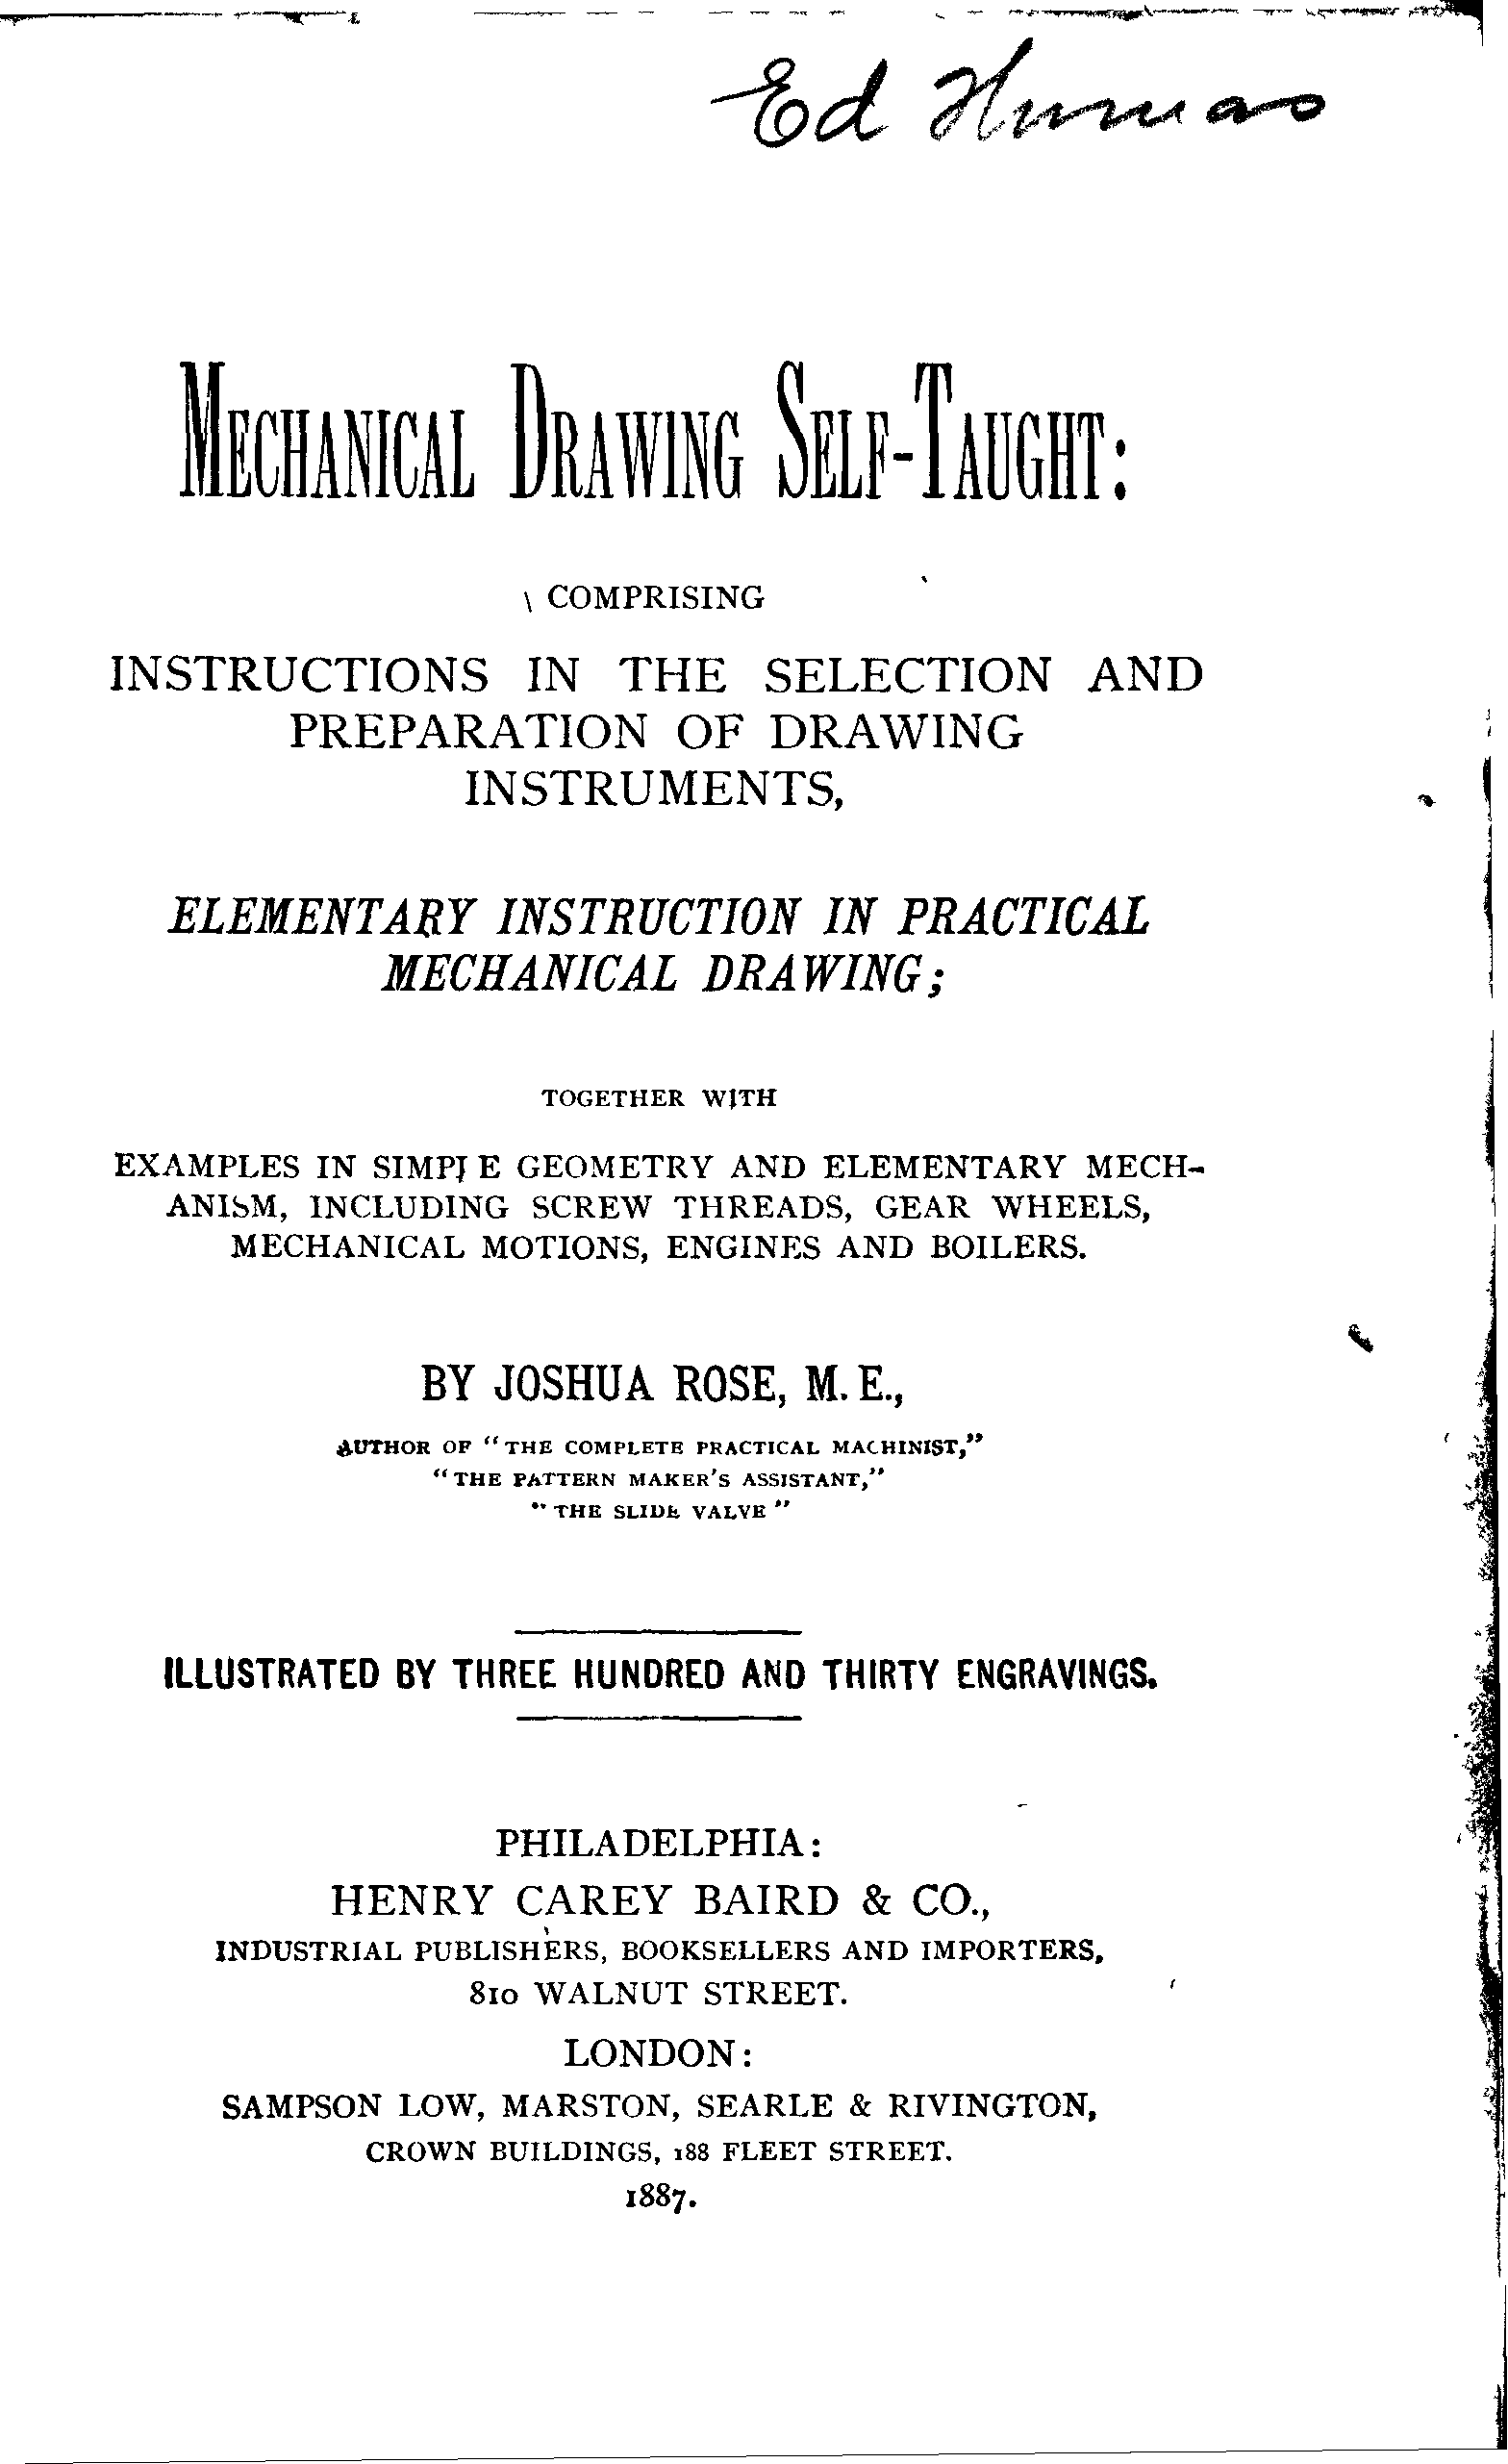 Ed
MECHANICAL DRAWING SELF-TAUGHT:
COMPRISING
INSTRUCTIONS IN THE SELECTION AND
PREPARATION OF DRAWING
INSTRUMENTS,
ELEMENTARY INSTRUCTION IN PRACTICAL
MECHANICAL DRAWING;
TOGETHER WITH
EXAMPLES IN SIMPLE GEOMETRY AND ELEMENTARY MECH-
ANISM, INCLUDING SCREW THREADS, GEAR WHEELS,
MECHANICAL MOTIONS, ENGINES AND BOILERS.
BY JOSHUA ROSE, M. E.,
AUTHOR OF "THE COMPLETE PRACTICAL MACHINIST,"
"THE PATTERN MAKER'S ASSISTANT,"
"THE SLIDE VALVE"
ILLUSTRATED BY THREE HUNDRED AND THIRTY ENGRAVINGS.
PHILADELPHIA:
HENRY CAREY BAIRD & CO.,
INDUSTRIAL PUBLISHERS, BOOKSELLERS AND IMPORTERS,
810 WALNUT STREET.
LONDON:
SAMPSON LOW, MARSTON, SEARLE & RIVINGTON,
CROWN BUILDINGS, 188 FLEET STREET.
1887.